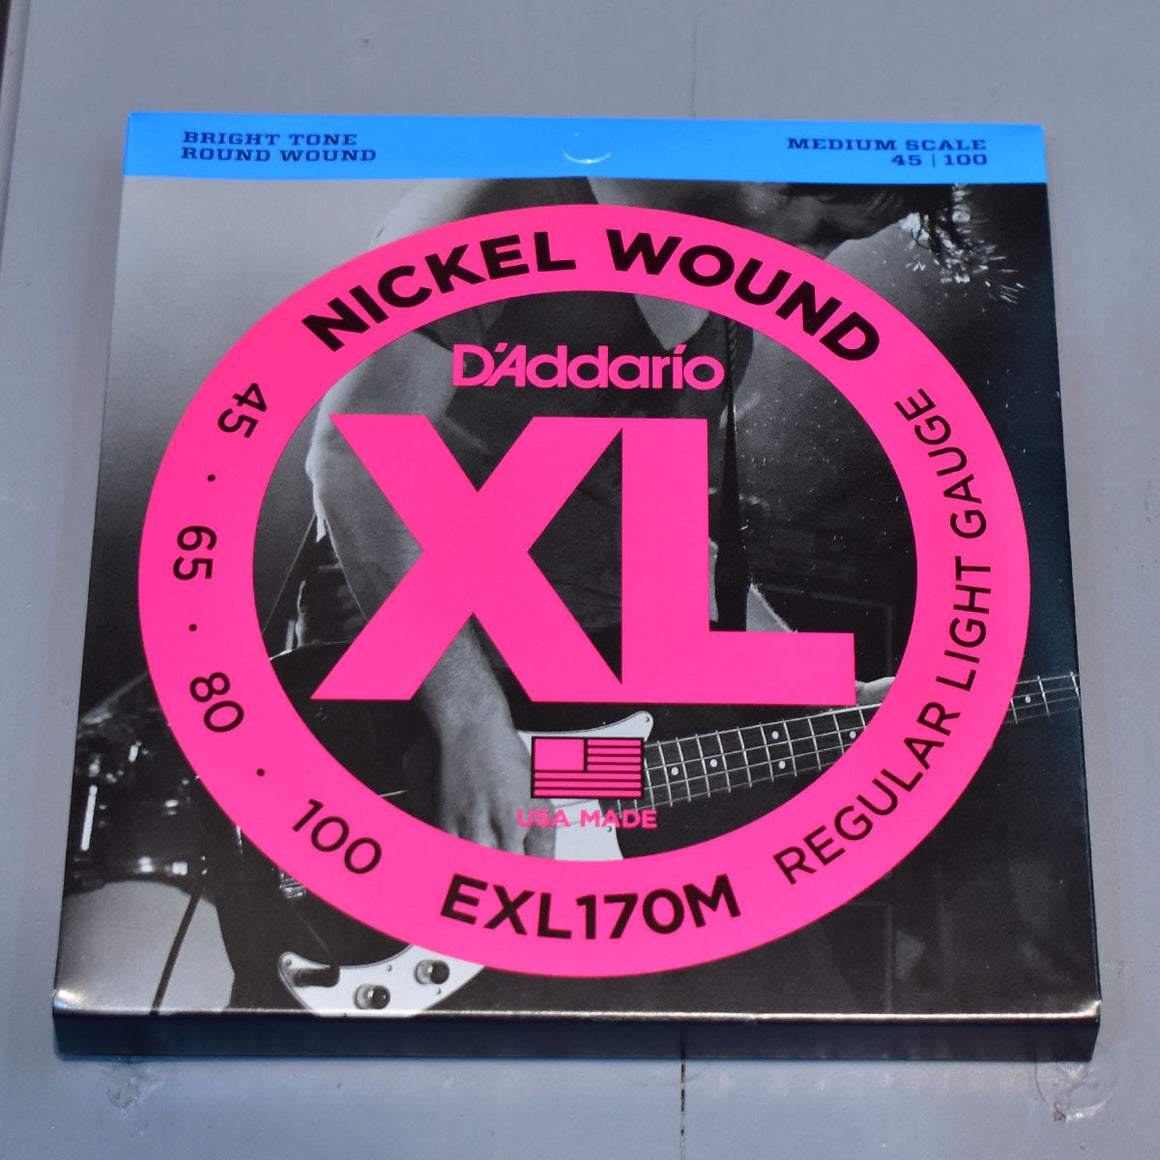 BRIGHT TONE
ROUND WOUND
MEDIUM SCALE
45 | 100
NICKEL WOUND
D'Addario
XL
USA MADE
45 · 65 · 80 · 100
EXL170M
REGULAR LIGHT GAUGE